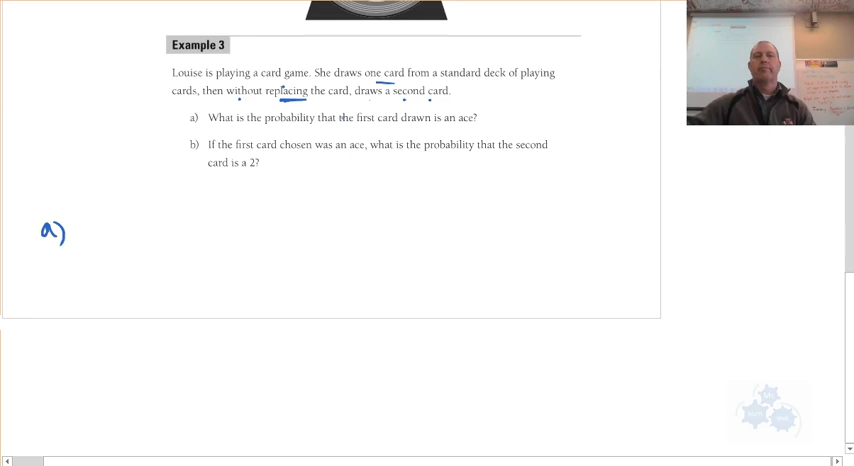 Example 3
Louise is playing a card game. She draws one card from a standard deck of playing
cards, then without replacing the card, draws a second card.
a) What is the probability that the first card drawn is an ace?
b) If the first card chosen was an ace, what is the probability that the second
card is a 2?
a)